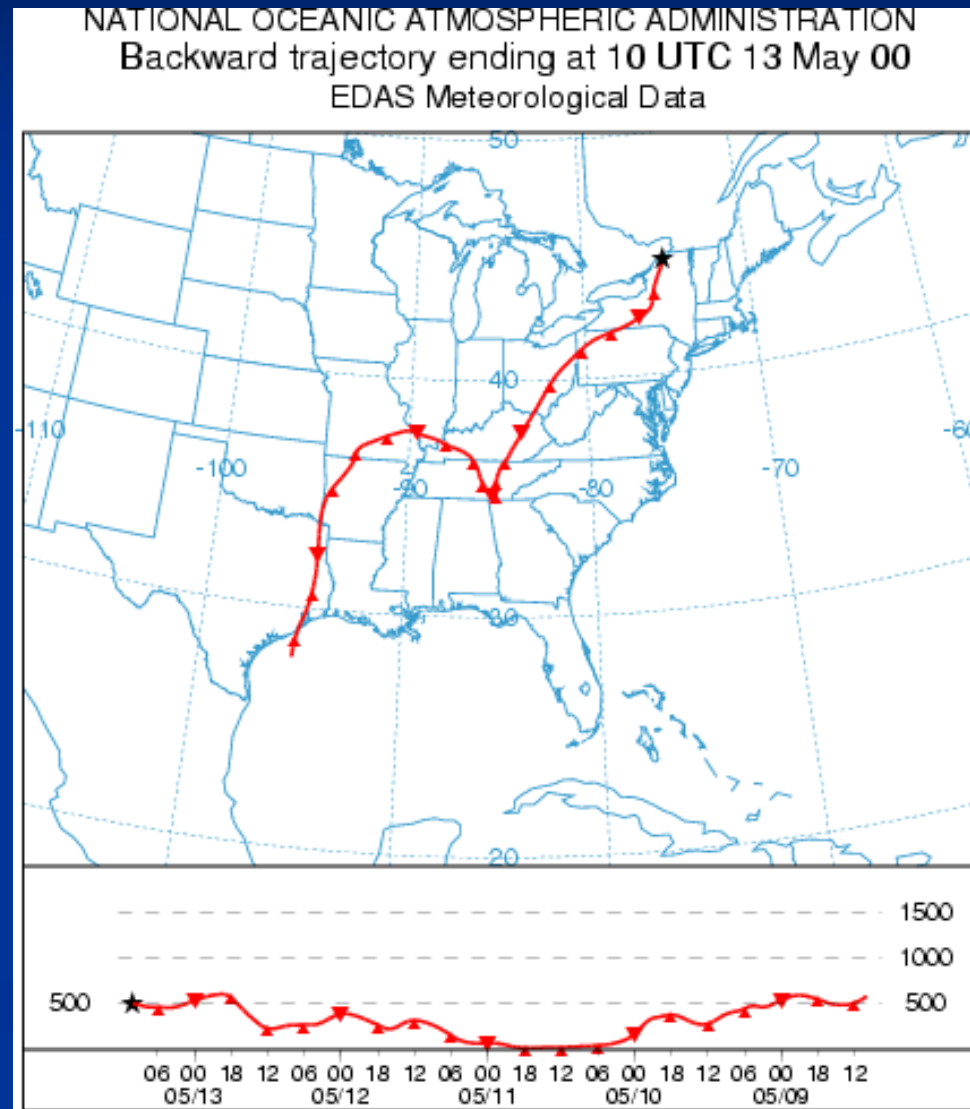 NATIONAL OCEANIC ATMOSPHERIC ADMINISTRATION
Backward trajectory ending at 10 UTC 13 May 00
EDAS Meteorological Data
50
40
-110
-60
-100
-90
-80
-70
30
20
1500
1000
500 500
06 00 18 12 06 00 18 12 06 00 18 12 06 00 18 12 06 00 18 12
05/13 05/12 05/11 05/10 05/09